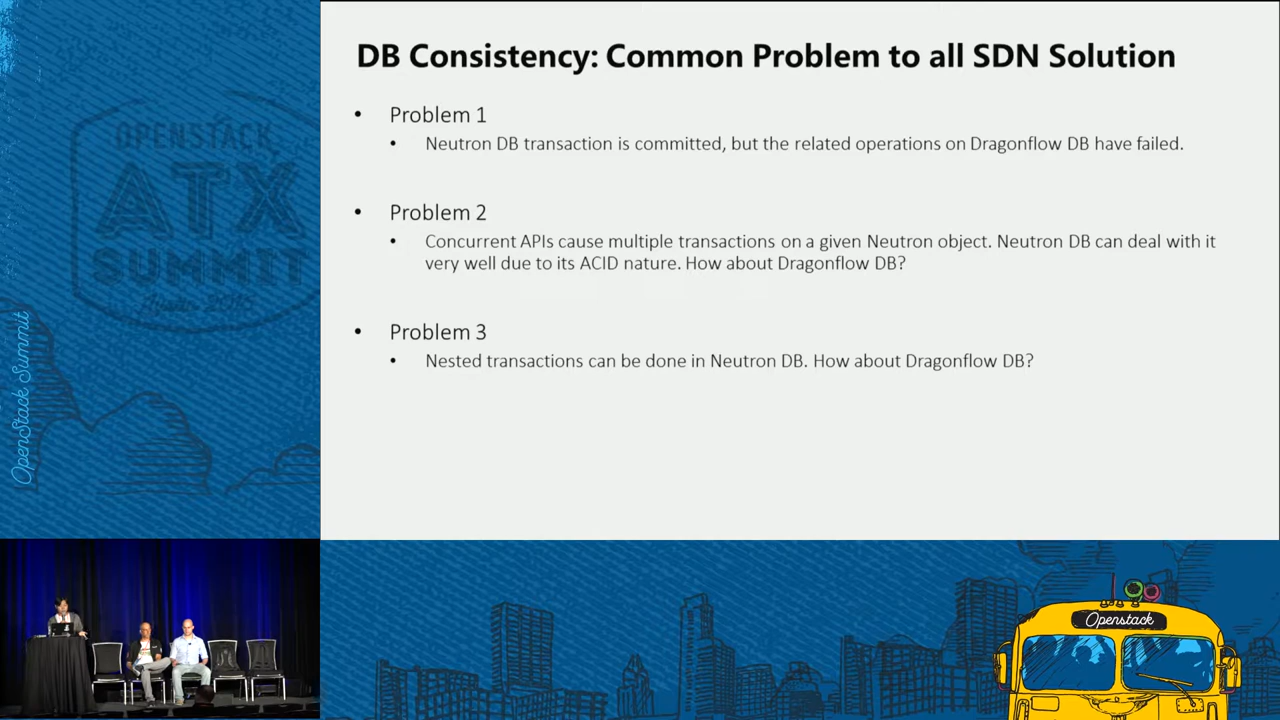 DB Consistency: Common Problem to all SDN Solution
• Problem 1
• Neutron DB transaction is committed, but the related operations on Dragonflow DB have failed.
• Problem 2
• Concurrent APIs cause multiple transactions on a given Neutron object. Neutron DB can deal with it
very well due to its ACID nature. How about Dragonflow DB?
• Problem 3
• Nested transactions can be done in Neutron DB. How about Dragonflow DB?
OPENSTACK
ATX
SUMMIT
OpenStack Summit
Openstack